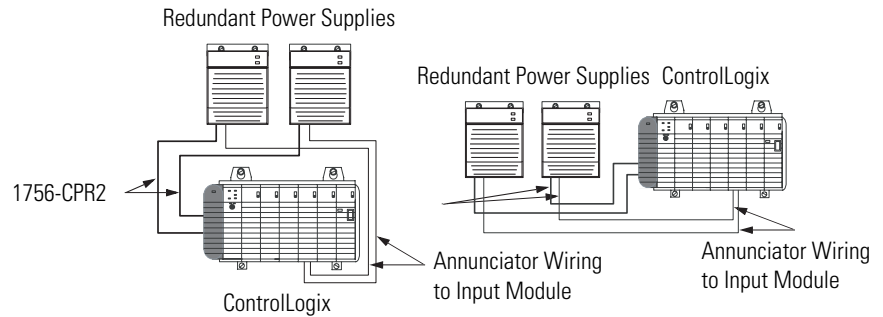 Redundant Power Supplies
Redundant Power Supplies ControlLogix
1756-CPR2
Annunciator Wiring
to Input Module
Annunciator Wiring
to Input Module
ControlLogix